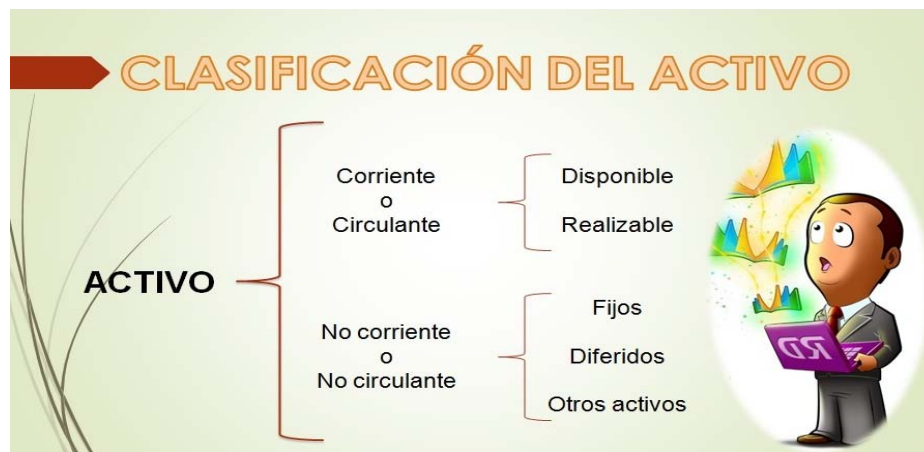 CLASIFICACIÓN DEL ACTIVO
ACTIVO
Corriente
o
Circulante
Disponible
Realizable
No corriente
o
No circulante
Fijos
Diferidos
Otros activos
RD